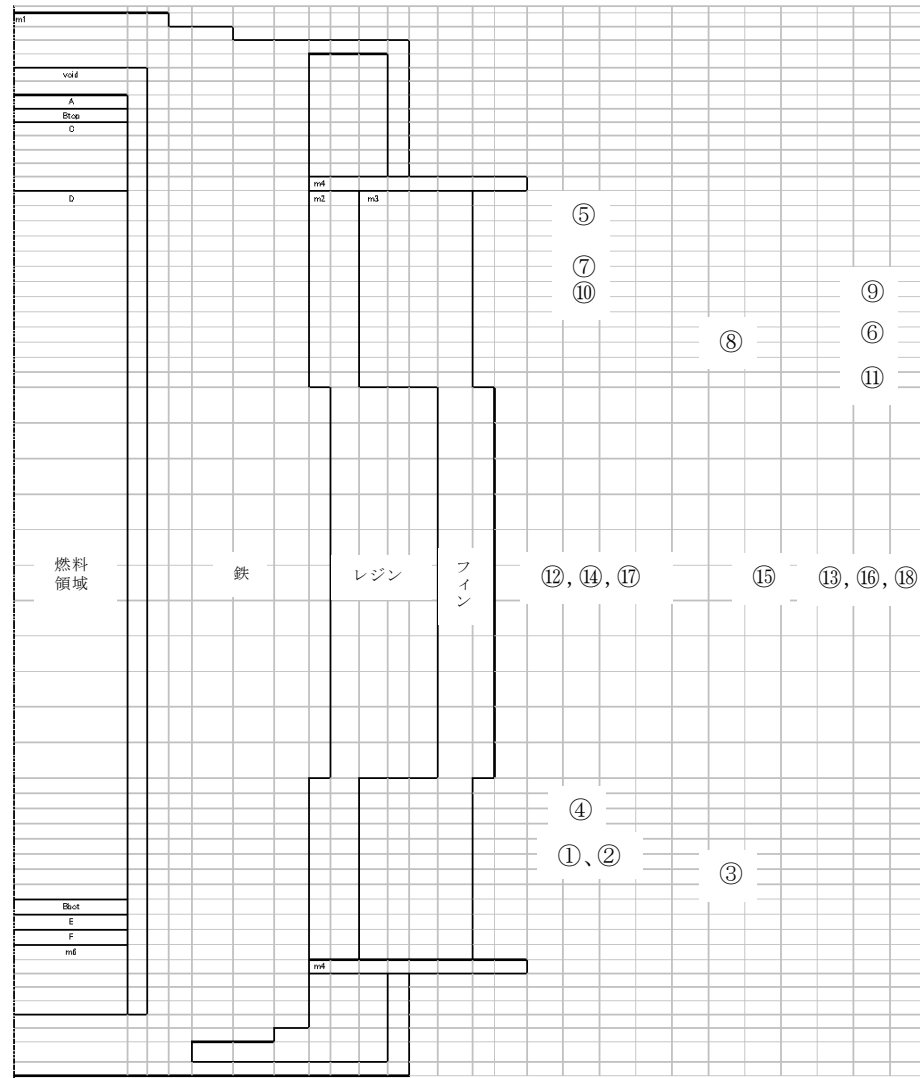 m1
void
A
Btop
C
m4
D
m2
m3
⑤
⑦
⑩
⑨
⑧
⑥
⑪
燃料
領域
鉄
レジン
フィン
⑫, ⑭, ⑰
⑮
⑬, ⑯, ⑱
④
①、②
③
Bbot
E
F
m6
m4